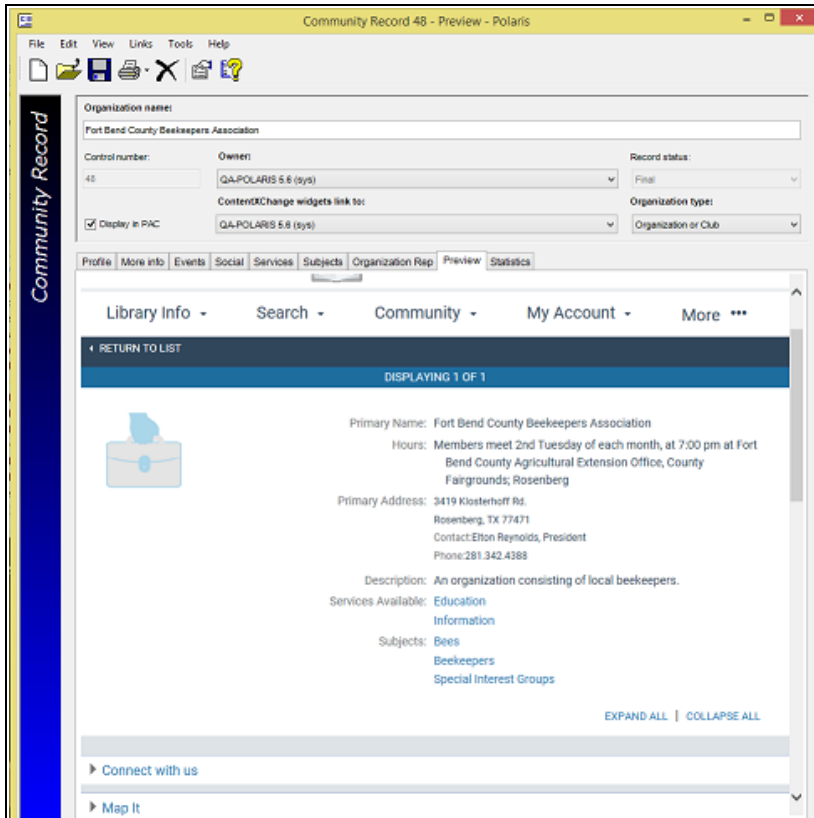 Community Record 48 - Preview - Polaris
File Edit View Links Tools Help
Community Record
Organization name:
Fort Bend County Beekeepers Association
Control number: Owner: Record status:
48 QA-POLARIS 5.6 (sys) Final
ContentXChange widgets link to: Organization type:
Display in PAC QA-POLARIS 5.6 (sys) Organization or Club
Profile More info Events Social Services Subjects Organization Rep Preview Statistics
Library Info Search Community My Account More •••
RETURN TO LIST
DISPLAYING 1 OF 1
Primary Name: Fort Bend County Beekeepers Association
Hours: Members meet 2nd Tuesday of each month, at 7:00 pm at Fort
Bend County Agricultural Extension Office, County
Fairgrounds; Rosenberg
Primary Address: 3419 Klosterhoff Rd.
Rosenberg, TX 77471
Contact:Elton Reynolds, President
Phone:281.342.4388
Description: An organization consisting of local beekeepers.
Services Available: Education
Information
Subjects: Bees
Beekeepers
Special Interest Groups
EXPAND ALL | COLLAPSE ALL
Connect with us
Map It